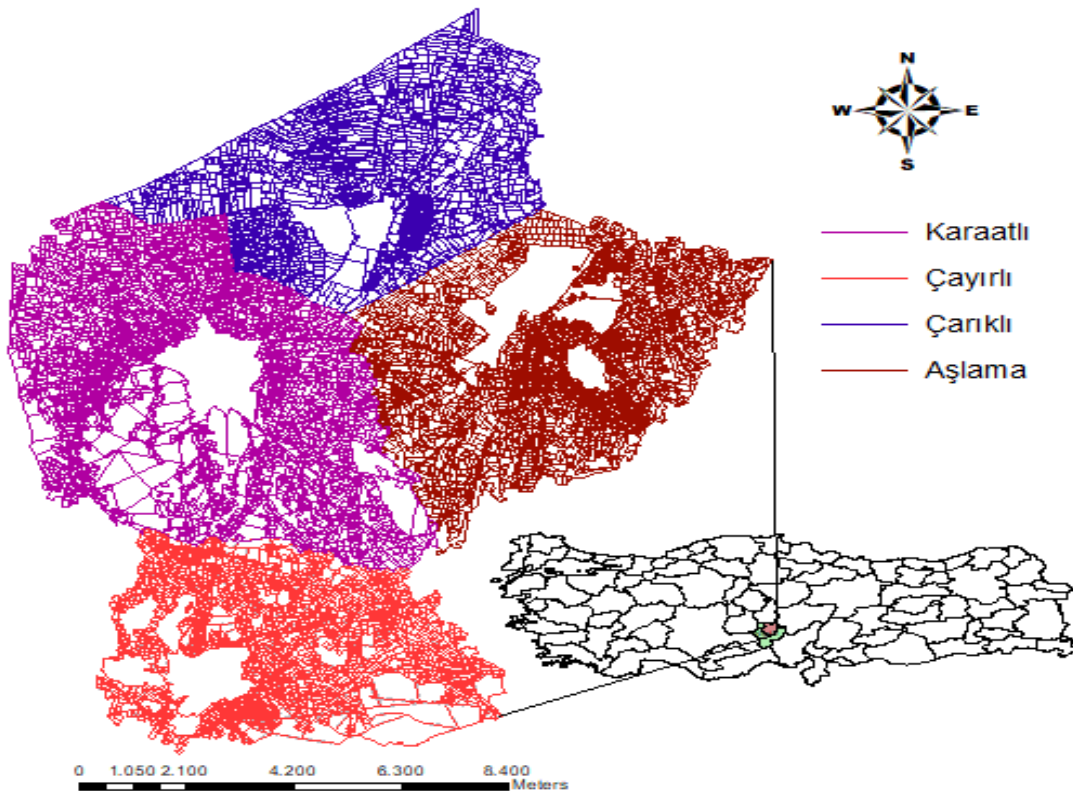 N
W E
S
Karaatlı
Çayırlı
Çarıklı
Aşlama
0 1.050 2.100 4.200 6.300 8.400
Meters